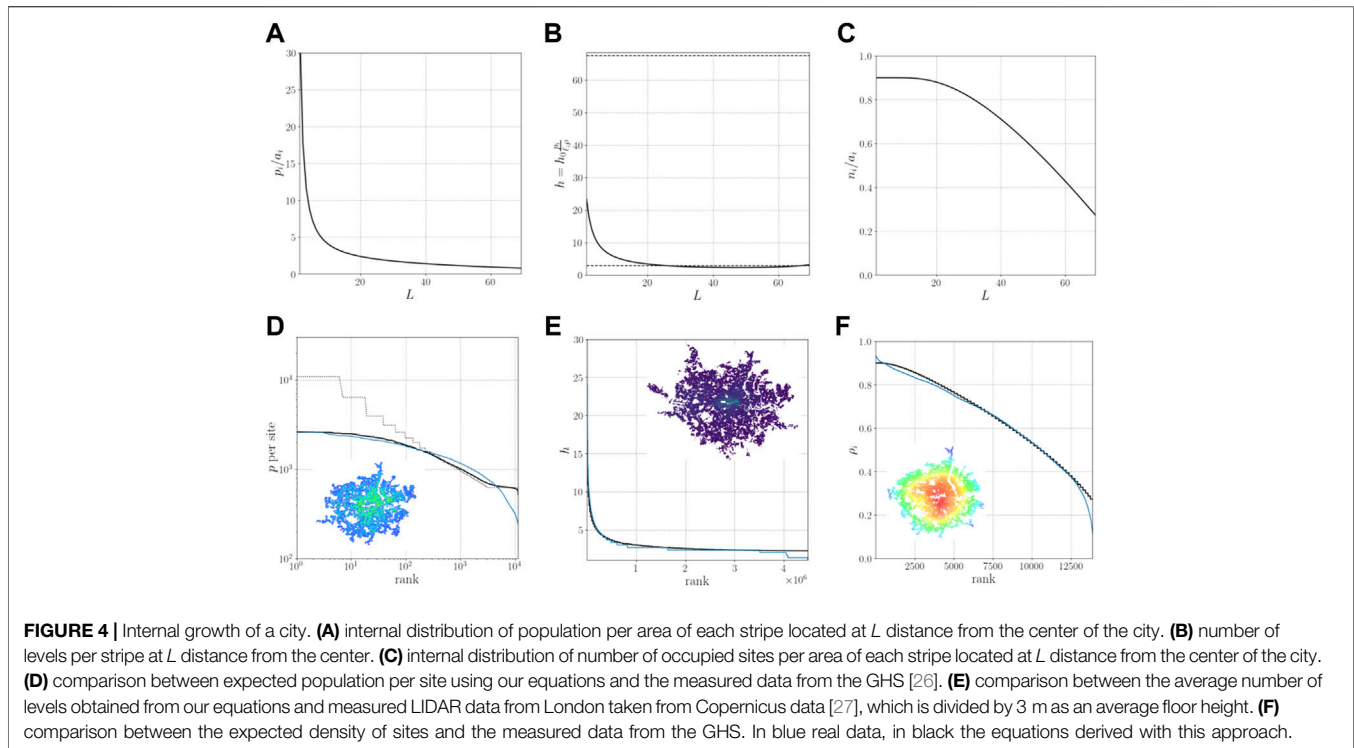 A
B
C
30
25
20
15
10
5
0
p_i/a_i
20
40
60
L
60
50
40
30
20
10
0
20
40
60
L
1.0
0.8
0.6
0.4
0.2
0.0
n_i/a_i
20
40
60
L
D
E
F
10^4
10^3
10^2
p per site
10^0
10^1
10^2
10^3
10^4
rank
30
25
20
15
10
5
h
1
3
4
×10^6
rank
1.0
0.8
0.6
0.4
0.2
0.0
ρ_i
2500
5000
7500
10000
12500
rank
FIGURE 4 | Internal growth of a city. (A) internal distribution of population per area of each stripe located at L distance from the center of the city. (B) number of
levels per stripe at L distance from the center. (C) internal distribution of number of occupied sites per area of each stripe located at L distance from the center of the city.
(D) comparison between expected population per site using our equations and the measured data from the GHS [26]. (E) comparison between the average number of
levels obtained from our equations and measured LIDAR data from London taken from Copernicus data [27], which is divided by 3 m as an average floor height. (F)
comparison between the expected density of sites and the measured data from the GHS. In blue real data, in black the equations derived with this approach.